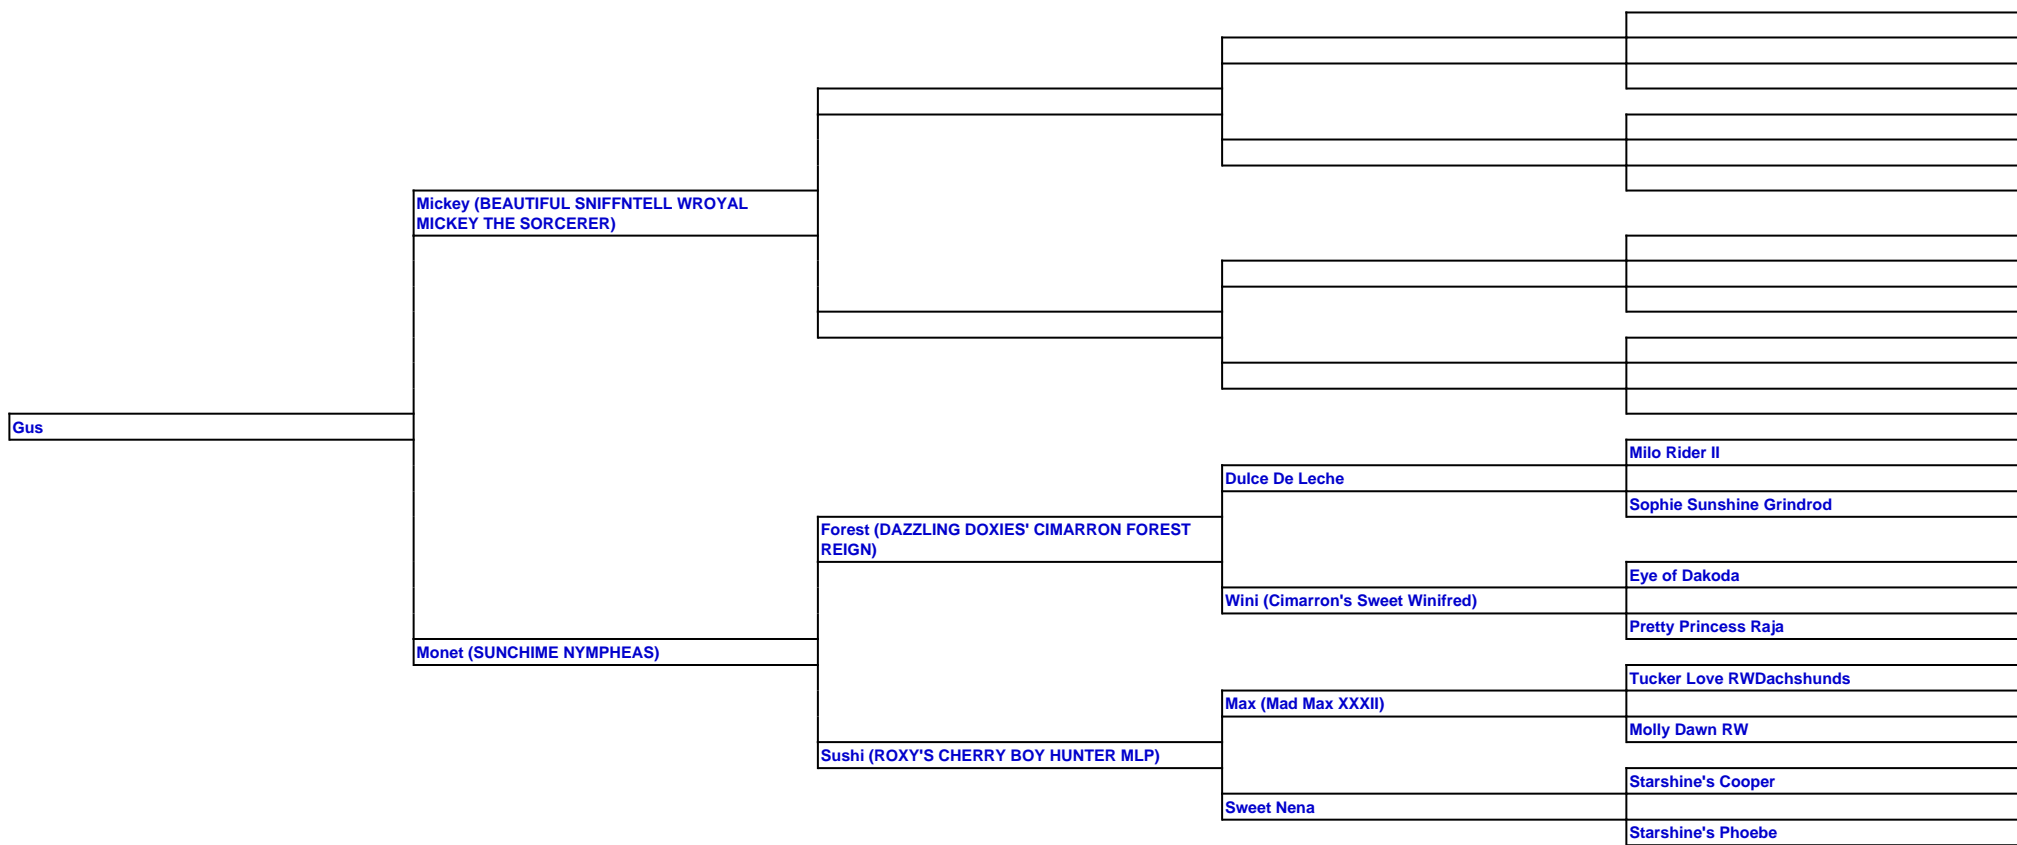 Mickey (BEAUTIFUL SNIFFNTELL WROYAL
MICKEY THE SORCERER)
Gus
Milo Rider II
Dulce De Leche
Sophie Sunshine Grindrod
Forest (DAZZLING DOXIES' CIMARRON FOREST
REIGN)
Eye of Dakoda
Wini (Cimarron's Sweet Winifred)
Pretty Princess Raja
Monet (SUNCHIME NYMPHEAS)
Tucker Love RWDachshunds
Max (Mad Max XXXII)
Molly Dawn RW
Sushi (ROXY'S CHERRY BOY HUNTER MLP)
Starshine's Cooper
Sweet Nena
Starshine's Phoebe